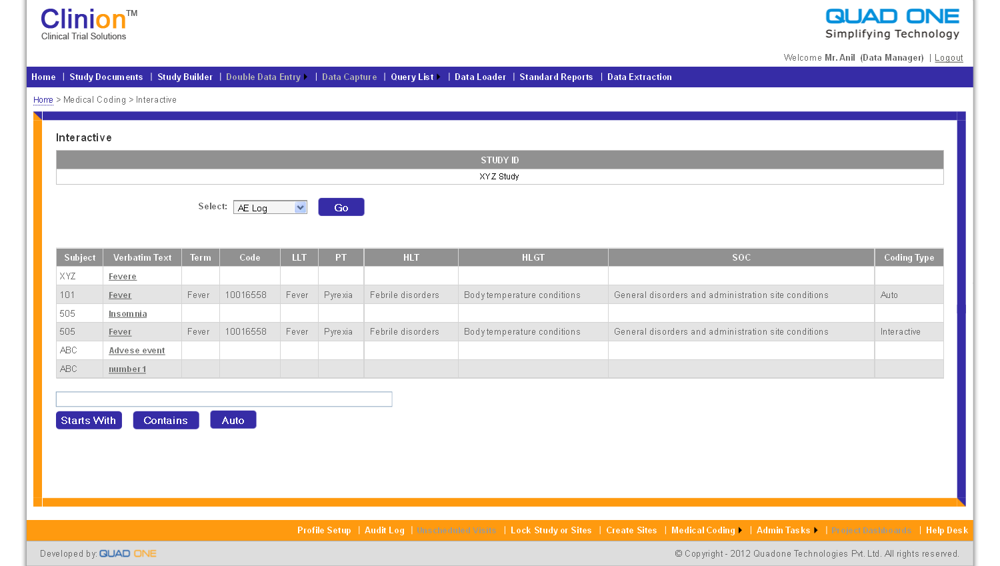 Clinion™
Clinical Trial Solutions
QUAD ONE
Simplifying Technology
Welcome Mr. Anil (Data Manager) | Logout
Home | Study Documents | Study Builder | Double Data Entry | Data Capture | Query List | Data Loader | Standard Reports | Data Extraction
Home > Medical Coding > Interactive
Interactive
STUDY ID
XYZ Study
Select: AE Log Go
Subject Verbatim Text Term Code LLT PT HLT HLGT SOC Coding Type
XYZ Fevere
101 Fever Fever 10016558 Fever Pyrexia Febrile disorders Body temperature conditions General disorders and administration site conditions Auto
505 Insomnia
505 Fever Fever 10016558 Fever Pyrexia Febrile disorders Body temperature conditions General disorders and administration site conditions Interactive
ABC Advese event
ABC number1
Starts With Contains Auto
Profile Setup | Audit Log | Unscheduled Visits | Lock Study or Sites | Create Sites | Medical Coding | Admin Tasks | Project Dashboards | Help Desk
Developed by: QUAD ONE
© Copyright - 2012 Quadone Technologies Pvt. Ltd. All rights reserved.